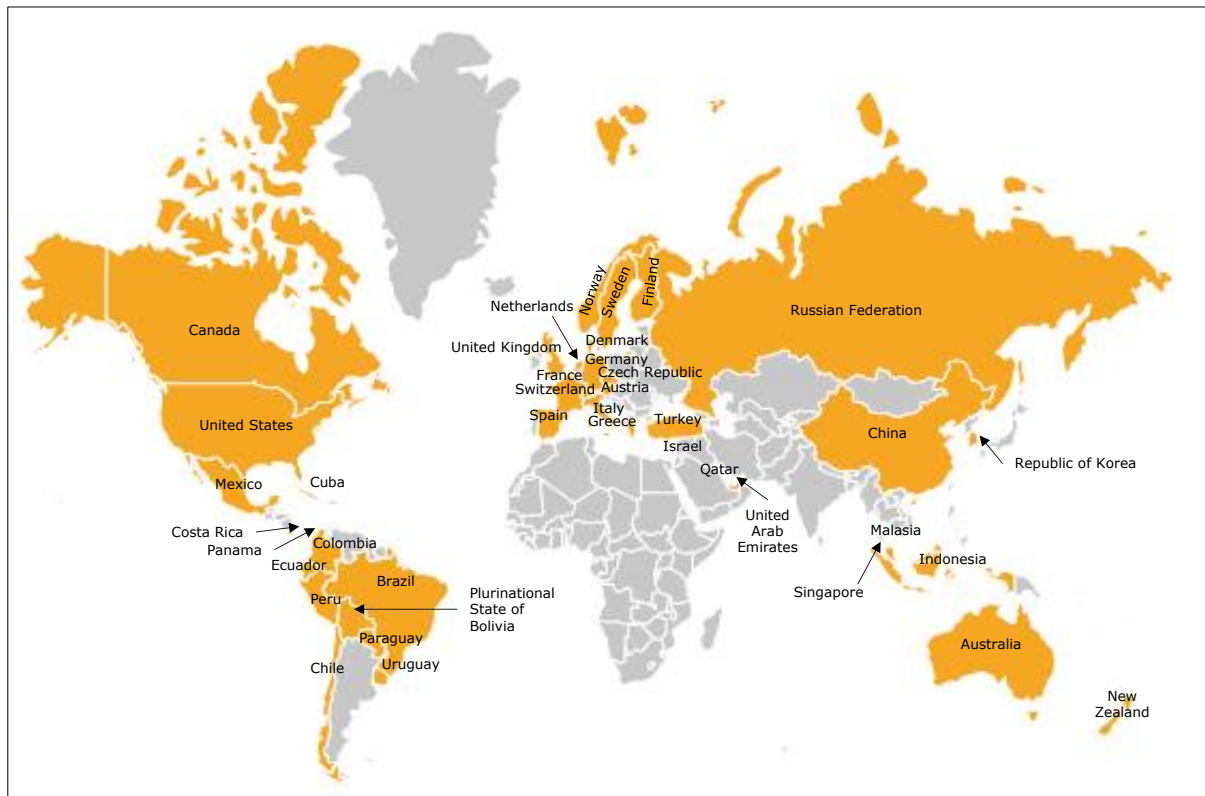 Norway
Sweden
Finland
Netherlands
Russian Federation
Canada
United Kingdom
Denmark
Germany
Czech Republic
France
Switzerland
Austria
Spain
Italy
Greece
Turkey
United States
China
Israel
Republic of Korea
Qatar
Mexico
Cuba
United
Arab
Emirates
Costa Rica
Panama
Colombia
Malasia
Ecuador
Indonesia
Brazil
Singapore
Peru
Plurinational
State of
Bolivia
Paraguay
Australia
Chile
Uruguay
New
Zealand